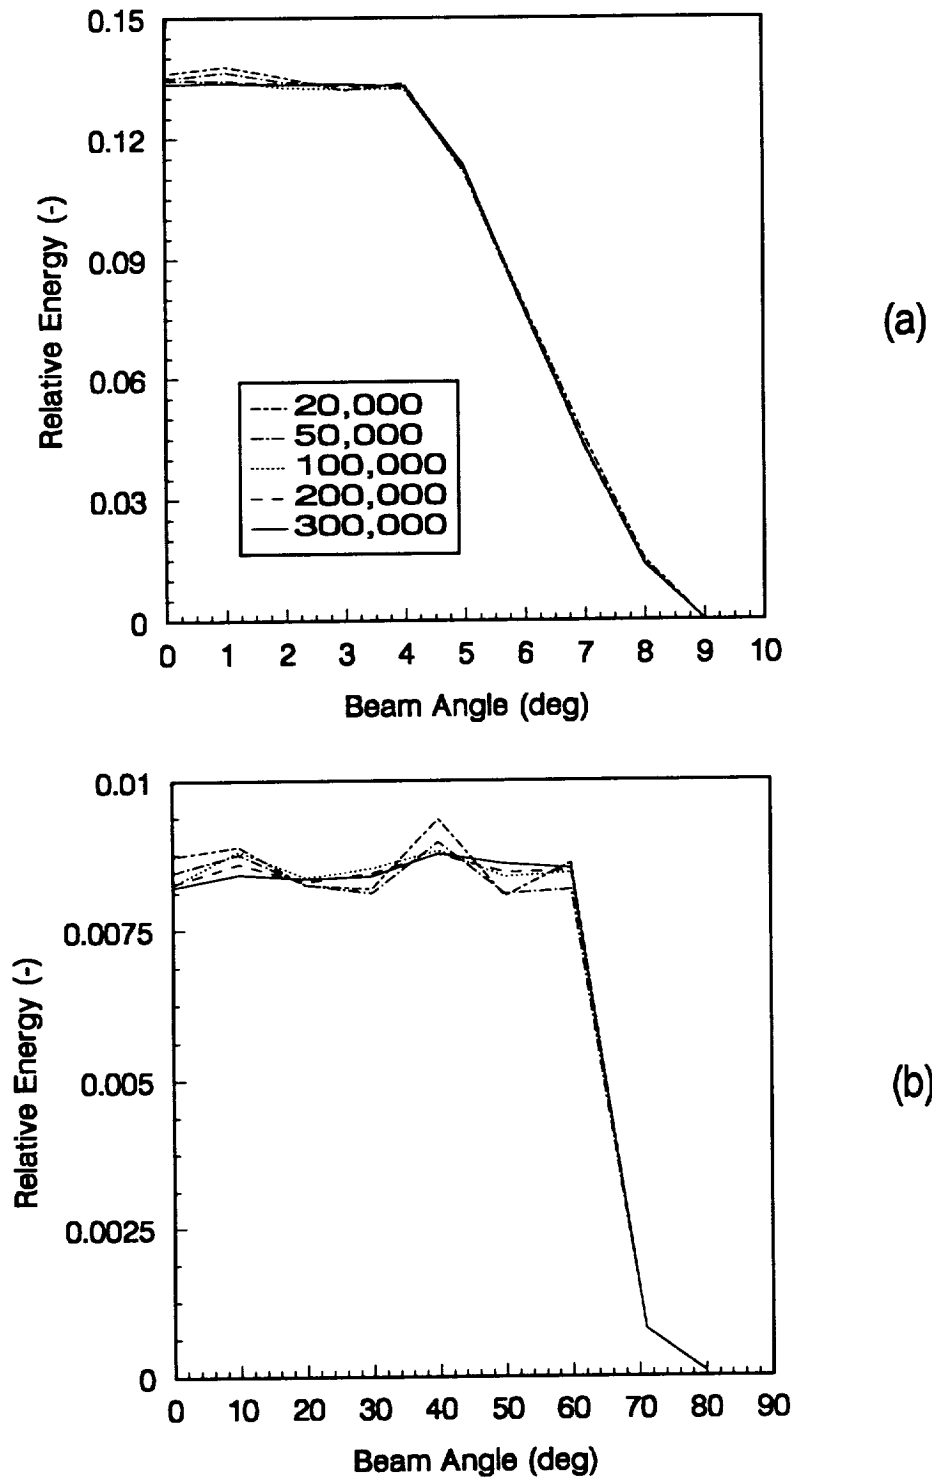 0.15
0.12
0.09
0.06
0.03
0
Relative Energy (-)
20,000
50,000
100,000
200,000
300,000
0 1 2 3 4 5 6 7 8 9 10
Beam Angle (deg)
(a)
0.01
0.0075
0.005
0.0025
0
Relative Energy (-)
0 10 20 30 40 50 60 70 80 90
Beam Angle (deg)
(b)